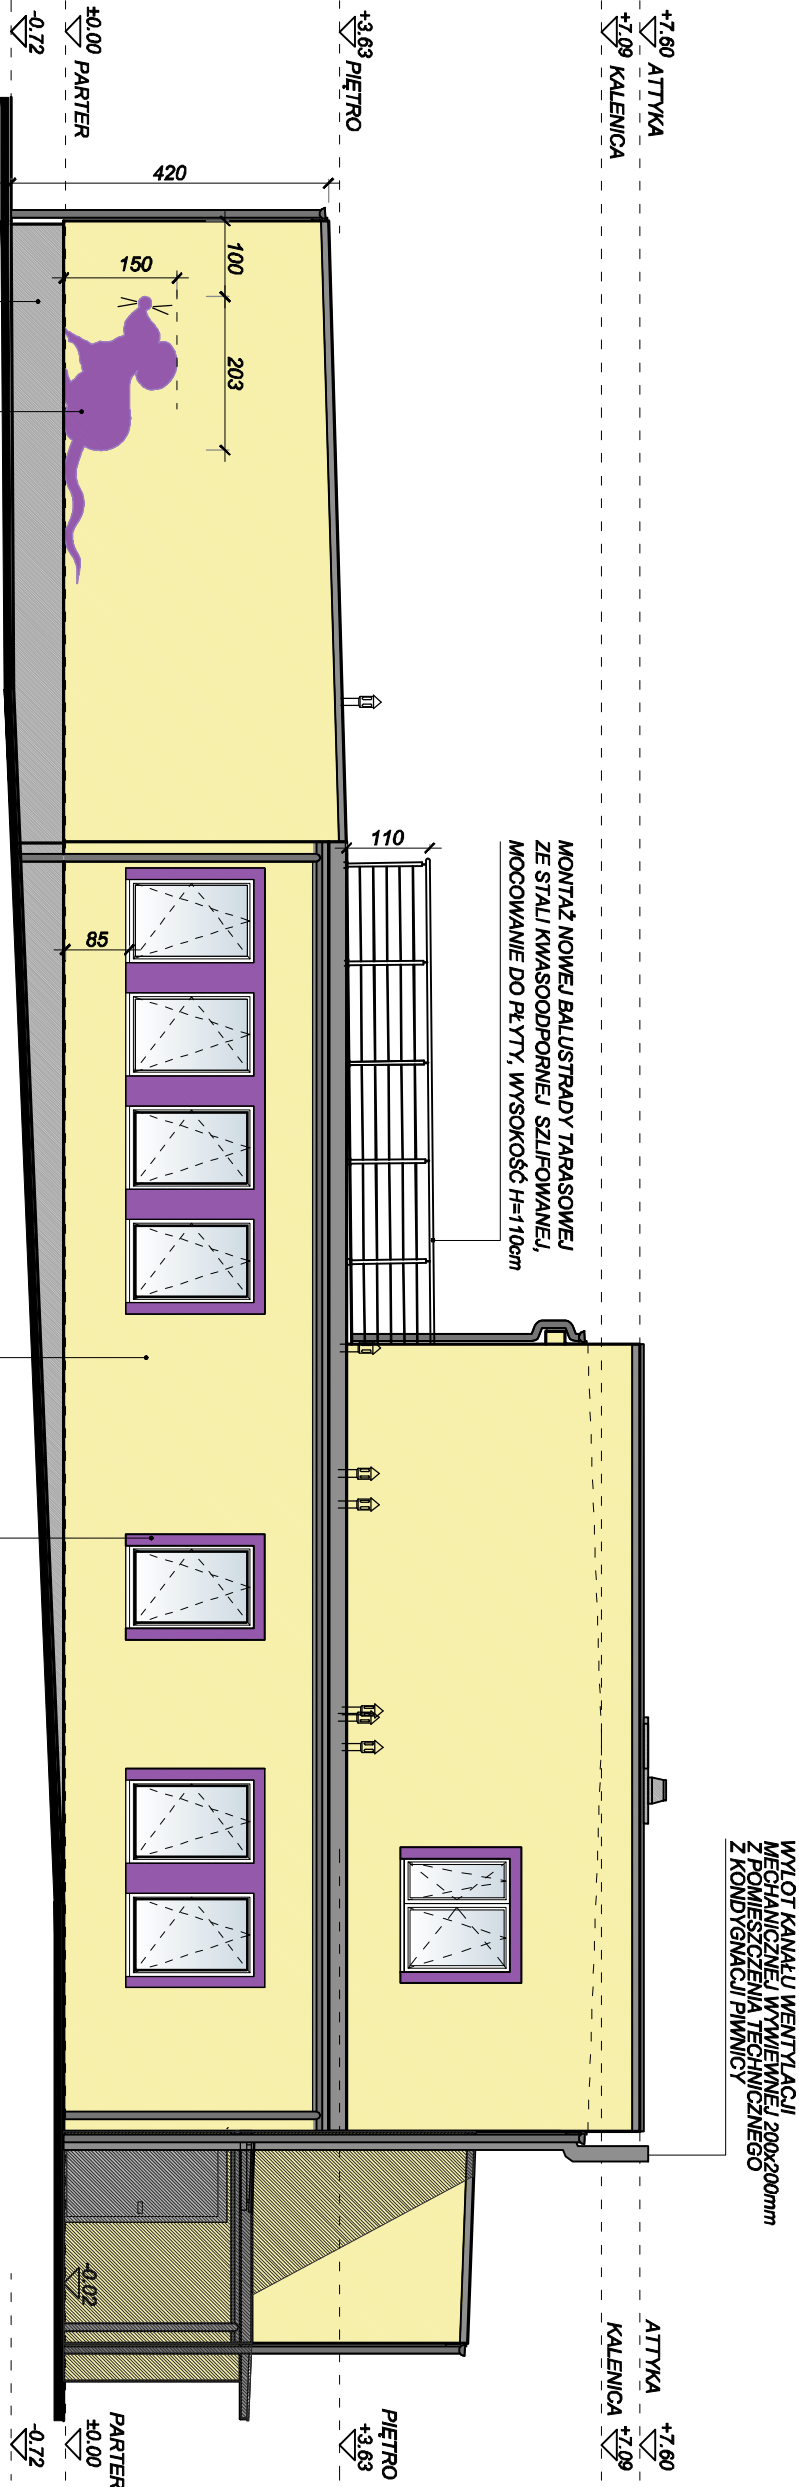 +7.60
ATTYKA
+7.09
KALENICA
+3.63
PIĘTRO
±0.00
PARTER
-0.72
420
150
100
203
110
85
MONTAŻ NOWEJ BALUSTRADY TARASOWEJ
ZE STALI KWASOODPORNEJ SZLIFOWANEJ,
MOCOWANIE DO PŁYTY, WYSOKOŚĆ H=110cm
WYLOT KANAŁU WENTYLACJI
MECHANICZNEJ WYWIEWNEJ 200x200mm
Z POMIESZCZENIA TECHNICZNEGO
Z KONDYGNACJI PIWNICY
-0.02
ATTYKA
+7.60
KALENICA
+7.09
PIĘTRO
+3.63
PARTER
±0.00
-0.72